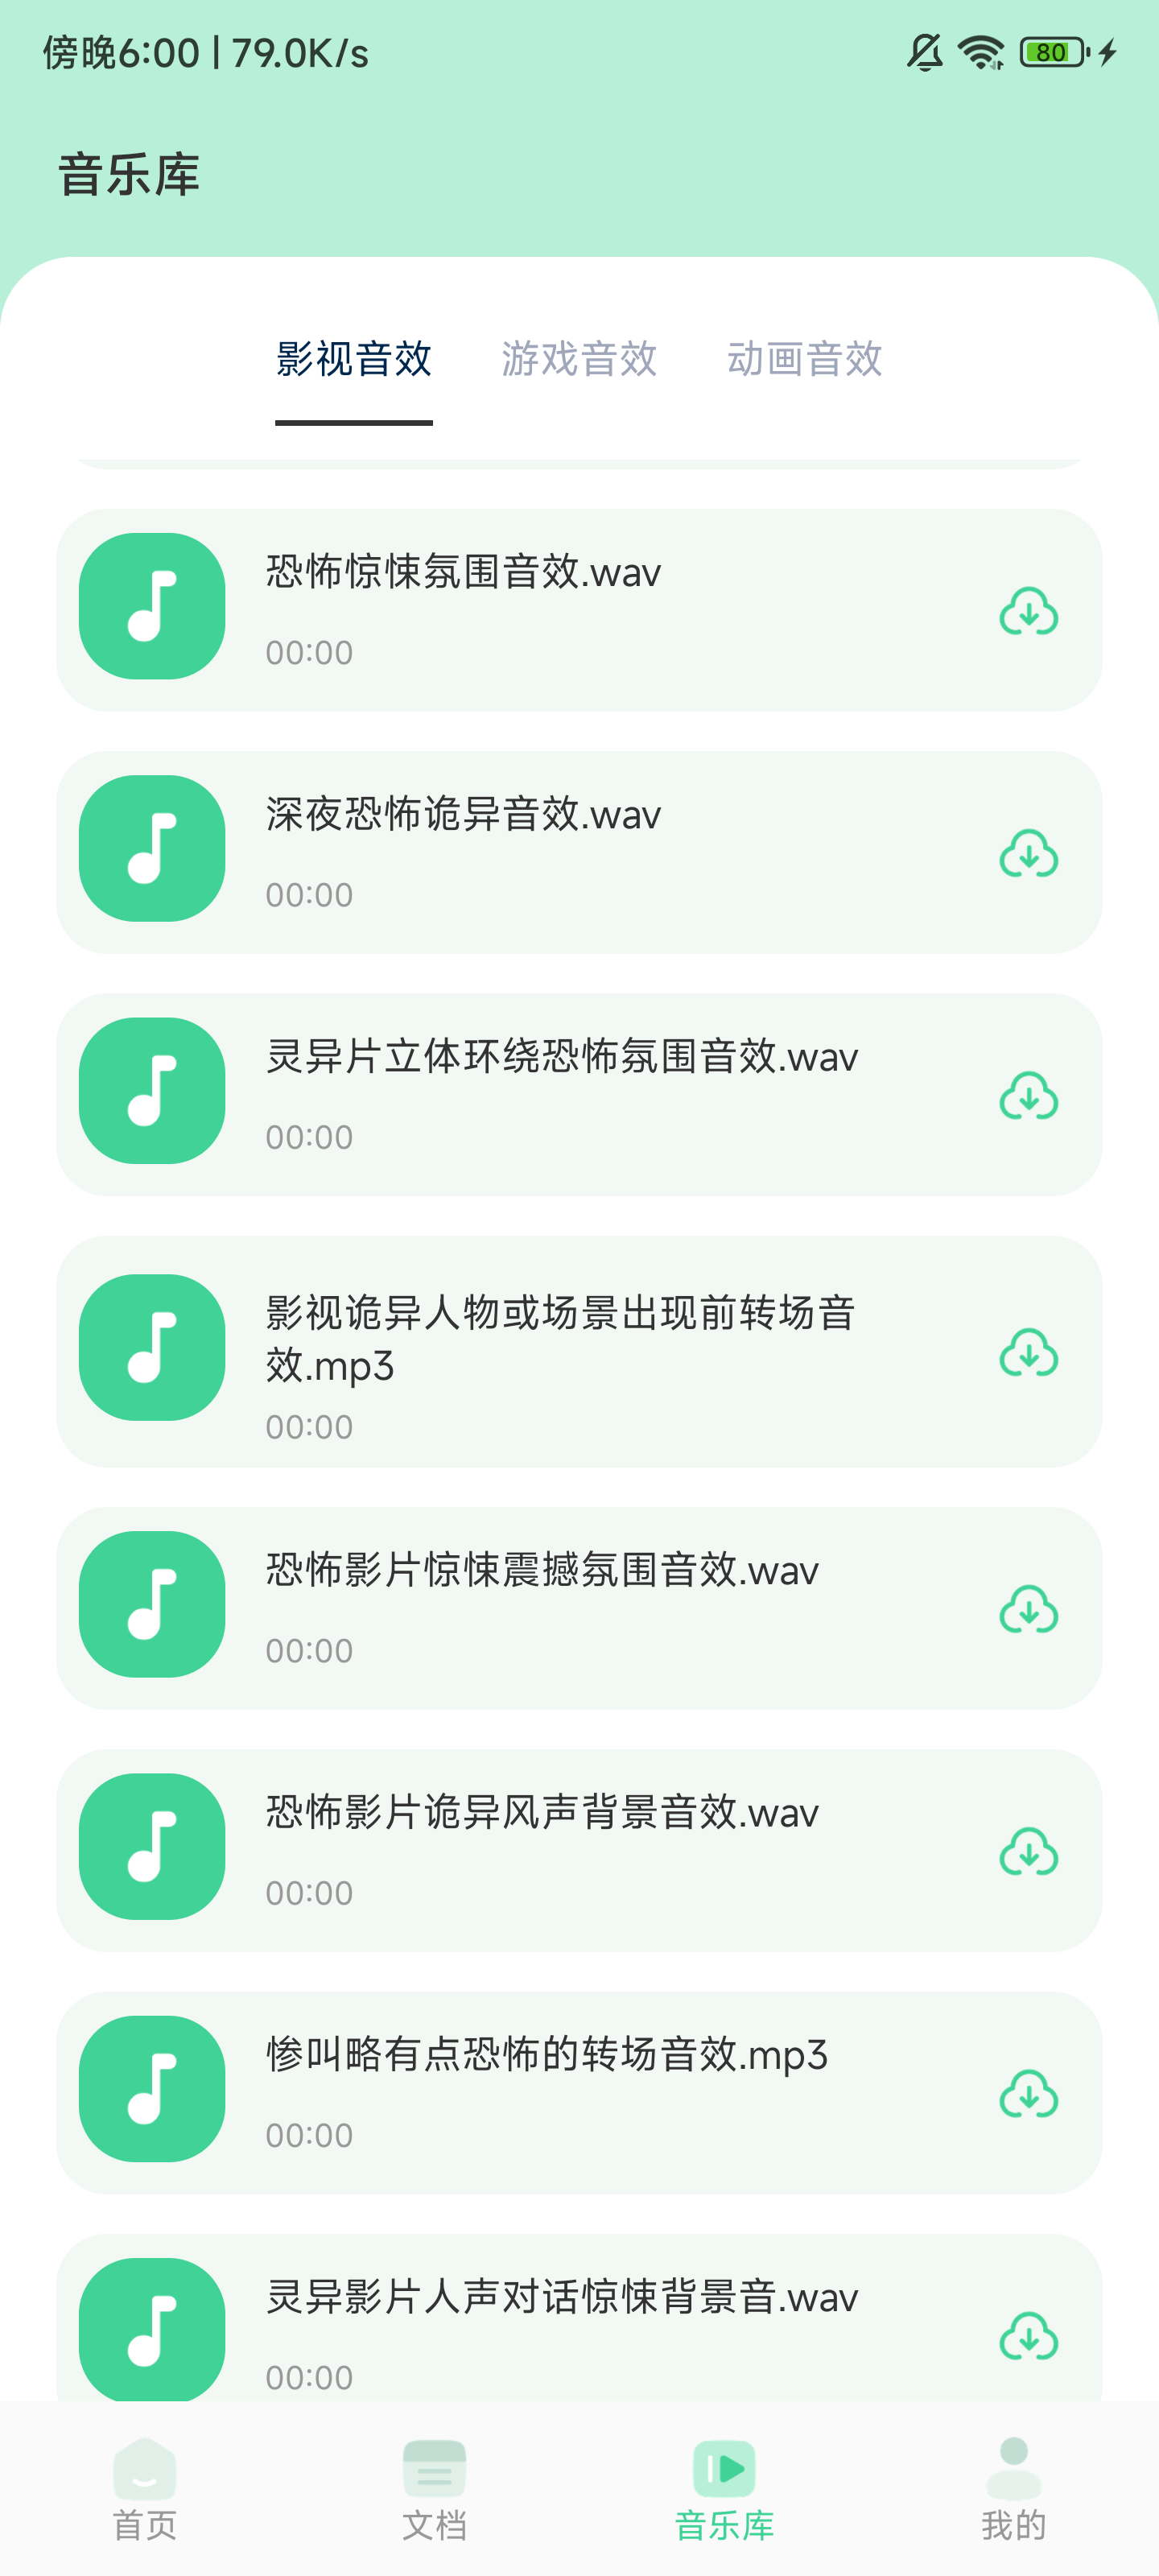 傍晚6:00 | 79.0K/s
80
音乐库
影视音效 游戏音效 动画音效
恐怖惊悚氛围音效.wav
00:00
深夜恐怖诡异音效.wav
00:00
灵异片立体环绕恐怖氛围音效.wav
00:00
影视诡异人物或场景出现前转场音
效.mp3
00:00
恐怖影片惊悚震撼氛围音效.wav
00:00
恐怖影片诡异风声背景音效.wav
00:00
惨叫略有点恐怖的转场音效.mp3
00:00
灵异影片人声对话惊悚背景音.wav
00:00
首页 文档 音乐库 我的